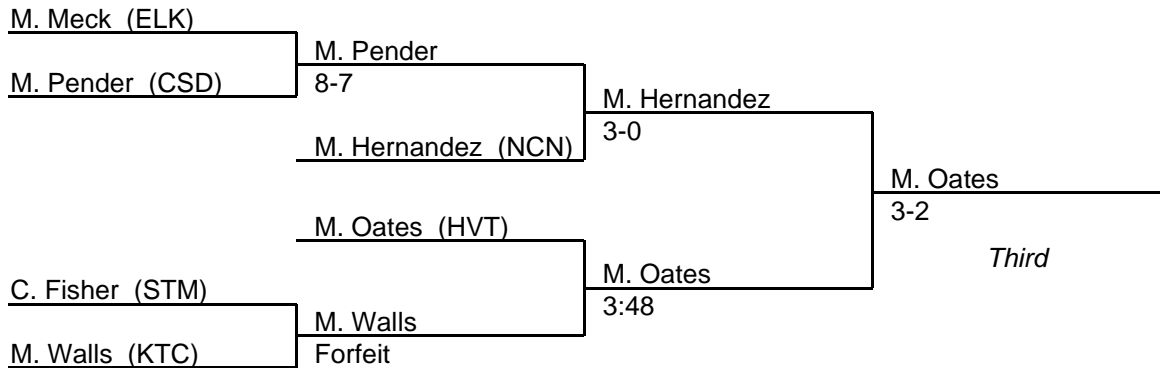 M. Meck (ELK)
M. Pender
M. Pender (CSD)
8-7
M. Hernandez
3-0
M. Hernandez (NCN)
M. Oates
3-2
M. Oates (HVT)
Third
M. Oates
3:48
C. Fisher (STM)
M. Walls
M. Walls (KTC)
Forfeit